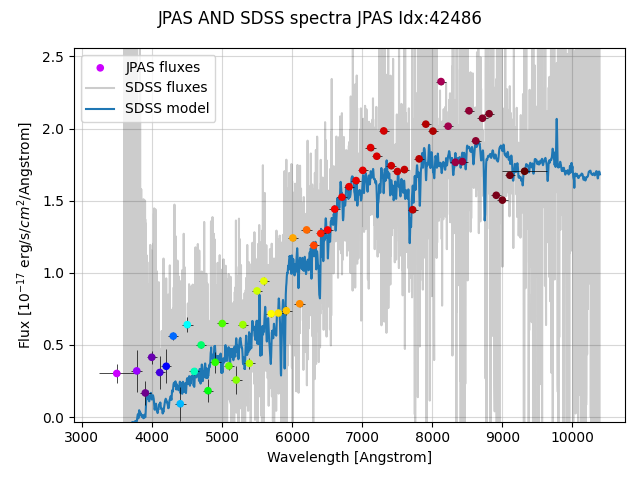 JPAS AND SDSS spectra JPAS Idx:42486
JPAS fluxes
SDSS fluxes
SDSS model
Flux [10⁻¹⁷ erg/s/cm²/Angstrom]
2.5
2.0
1.5
1.0
0.5
0.0
3000 4000 5000 6000 7000 8000 9000 10000
Wavelength [Angstrom]